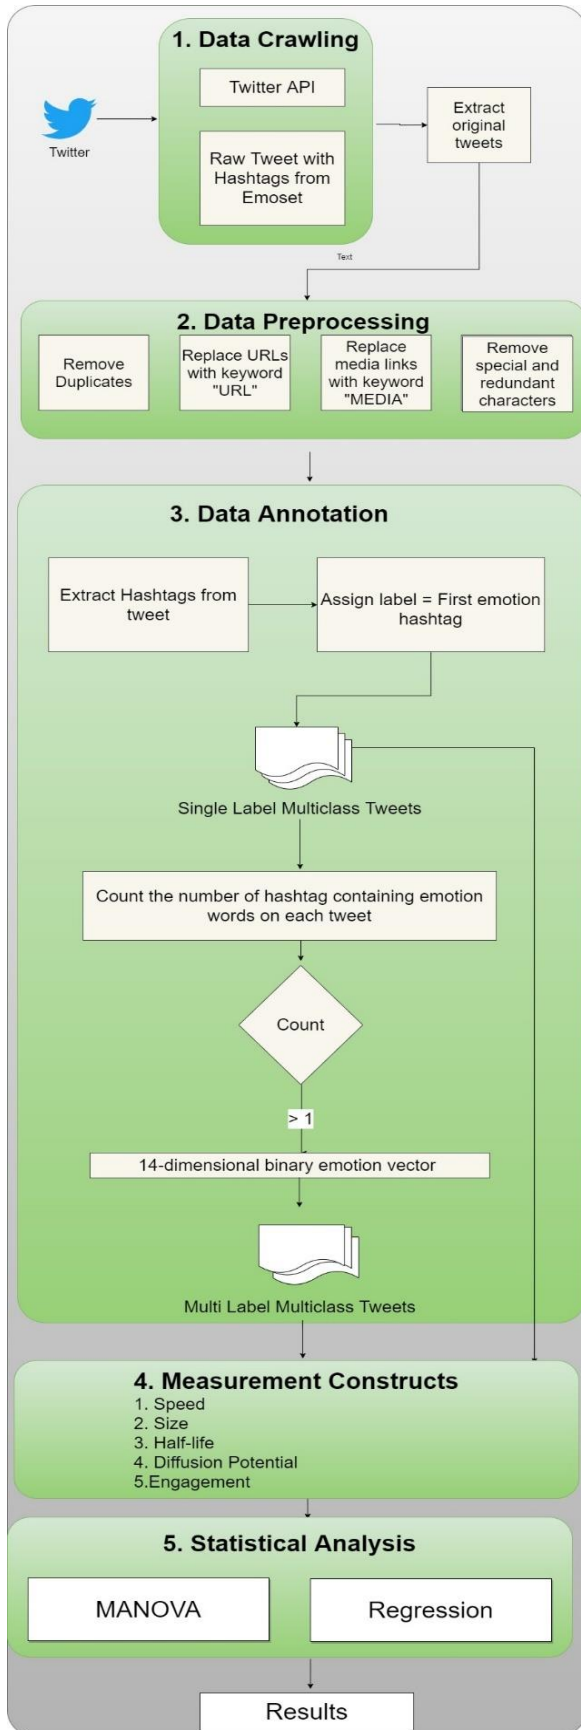 1. Data Crawling
Twitter API
Twitter
Raw Tweet with
Hashtags from
Emoset
Extract
original
tweets
Text
2. Data Preprocessing
Remove
Duplicates
Replace URLs
with keyword
"URL"
Replace
media links
with keyword
"MEDIA"
Remove
special and
redundant
characters
3. Data Annotation
Extract Hashtags from
tweet
Assign label = First emotion
hashtag
Single Label Multiclass Tweets
Count the number of hashtag containing emotion
words on each tweet
Count
> 1
14-dimensional binary emotion vector
Multi Label Multiclass Tweets
4. Measurement Constructs
1. Speed
2. Size
3. Half-life
4. Diffusion Potential
5.Engagement
5. Statistical Analysis
MANOVA
Regression
Results